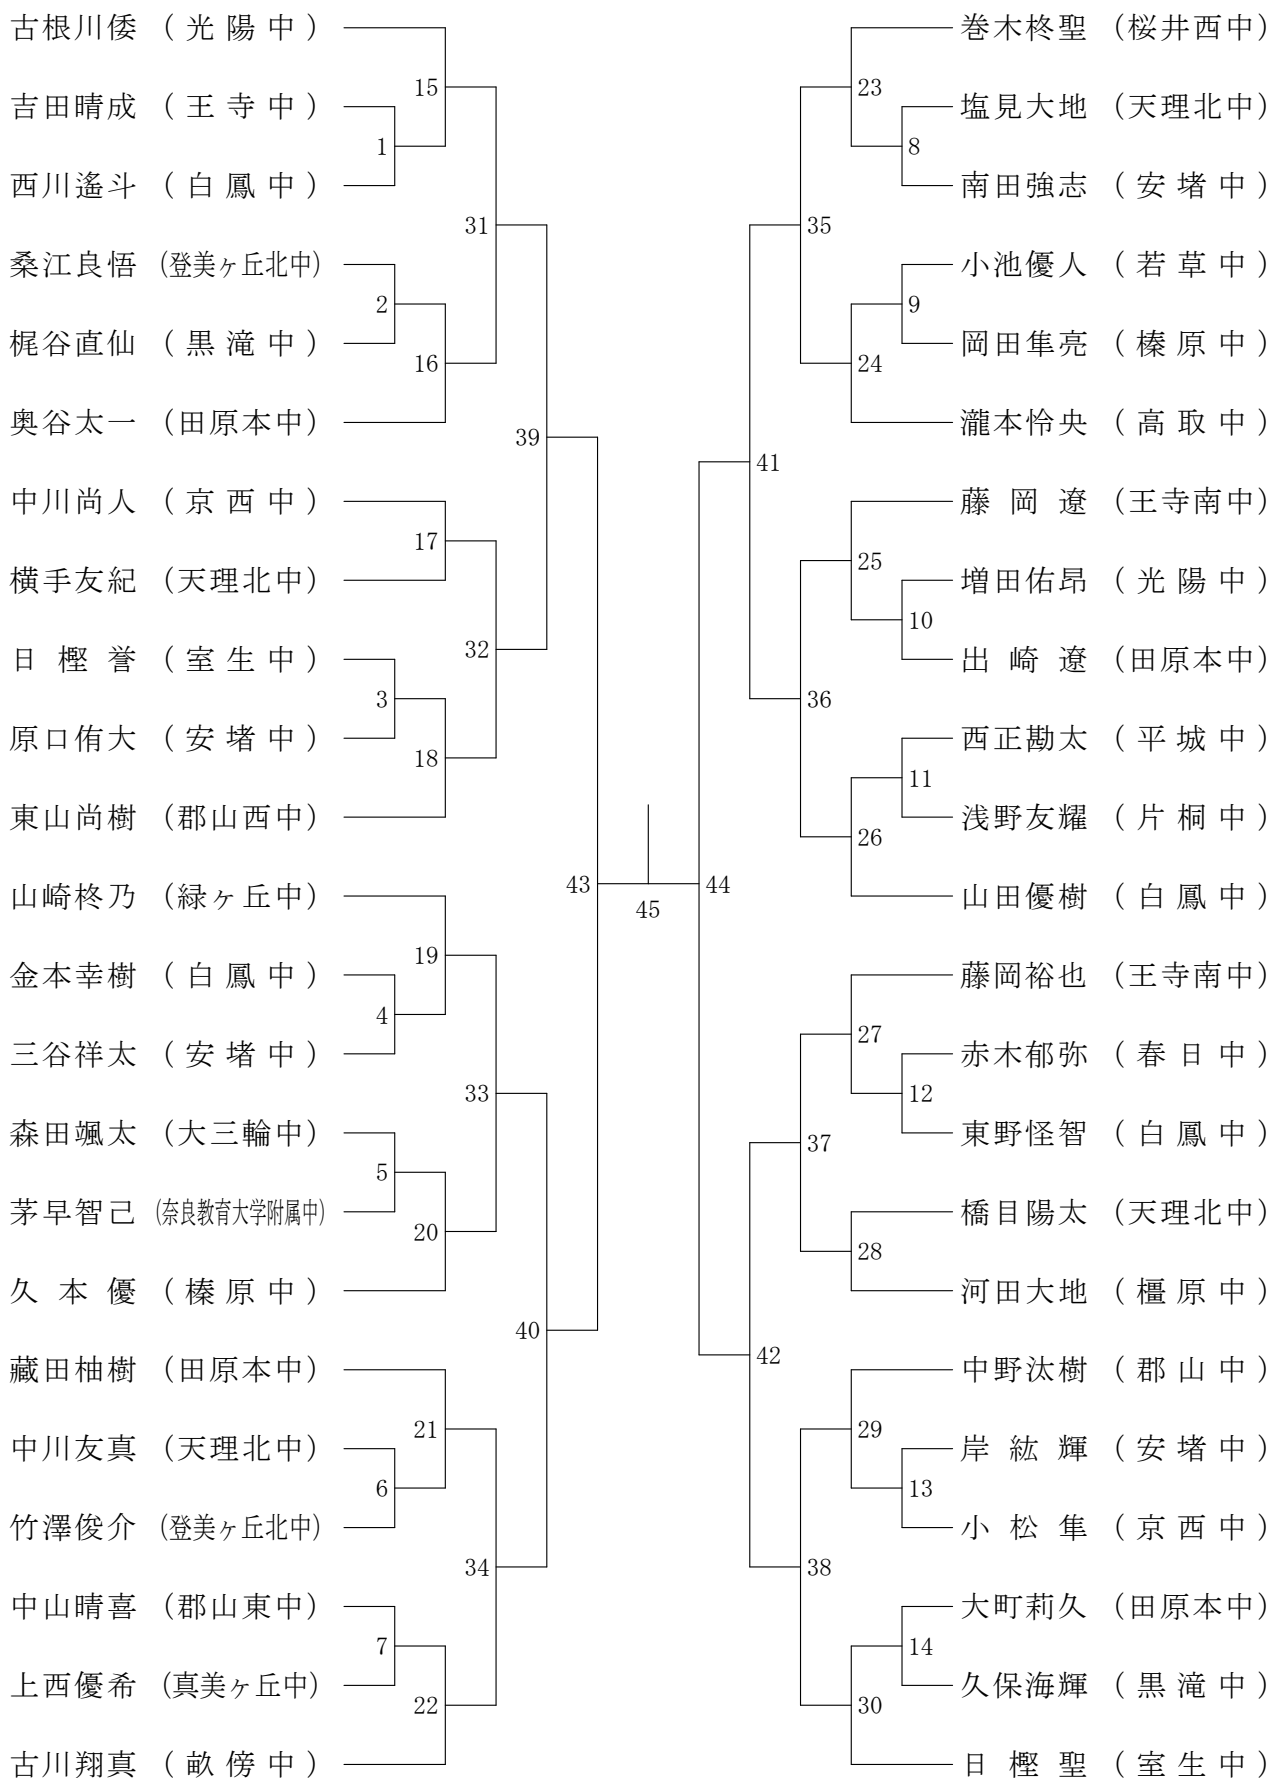 古根川倭 (光陽中)
15
吉田晴成 (王寺中)
1
西川遙斗 (白鳳中)
31
桑江良悟 (登美ヶ丘北中)
2
梶谷直仙 (黒滝中)
16
奥谷太一 (田原本中)
39
中川尚人 (京西中)
17
横手友紀 (天理北中)
32
日樫誉 (室生中)
3
原口侑大 (安堵中)
18
東山尚樹 (郡山西中)
43
山崎柊乃 (緑ヶ丘中)
19
金本幸樹 (白鳳中)
4
三谷祥太 (安堵中)
33
森田颯太 (大三輪中)
5
茅早智己 (奈良教育大学附属中)
20
久本優 (榛原中)
40
藏田柚樹 (田原本中)
21
中川友真 (天理北中)
6
竹澤俊介 (登美ヶ丘北中)
34
中山晴喜 (郡山東中)
7
上西優希 (真美ヶ丘中)
22
古川翔真 (畝傍中)
45
巻木柊聖 (桜井西中)
23
塩見大地 (天理北中)
8
南田強志 (安堵中)
35
小池優人 (若草中)
9
岡田隼亮 (榛原中)
24
瀧本怜央 (高取中)
41
藤岡遼 (王寺南中)
25
増田佑昂 (光陽中)
10
出崎遼 (田原本中)
36
西正勘太 (平城中)
11
浅野友耀 (片桐中)
26
44
山田優樹 (白鳳中)
藤岡裕也 (王寺南中)
27
赤木郁弥 (春日中)
12
東野怪智 (白鳳中)
37
橋目陽太 (天理北中)
28
河田大地 (橿原中)
42
中野汰樹 (郡山中)
29
岸紘輝 (安堵中)
13
小松隼 (京西中)
38
大町莉久 (田原本中)
14
久保海輝 (黒滝中)
30
日樫聖 (室生中)